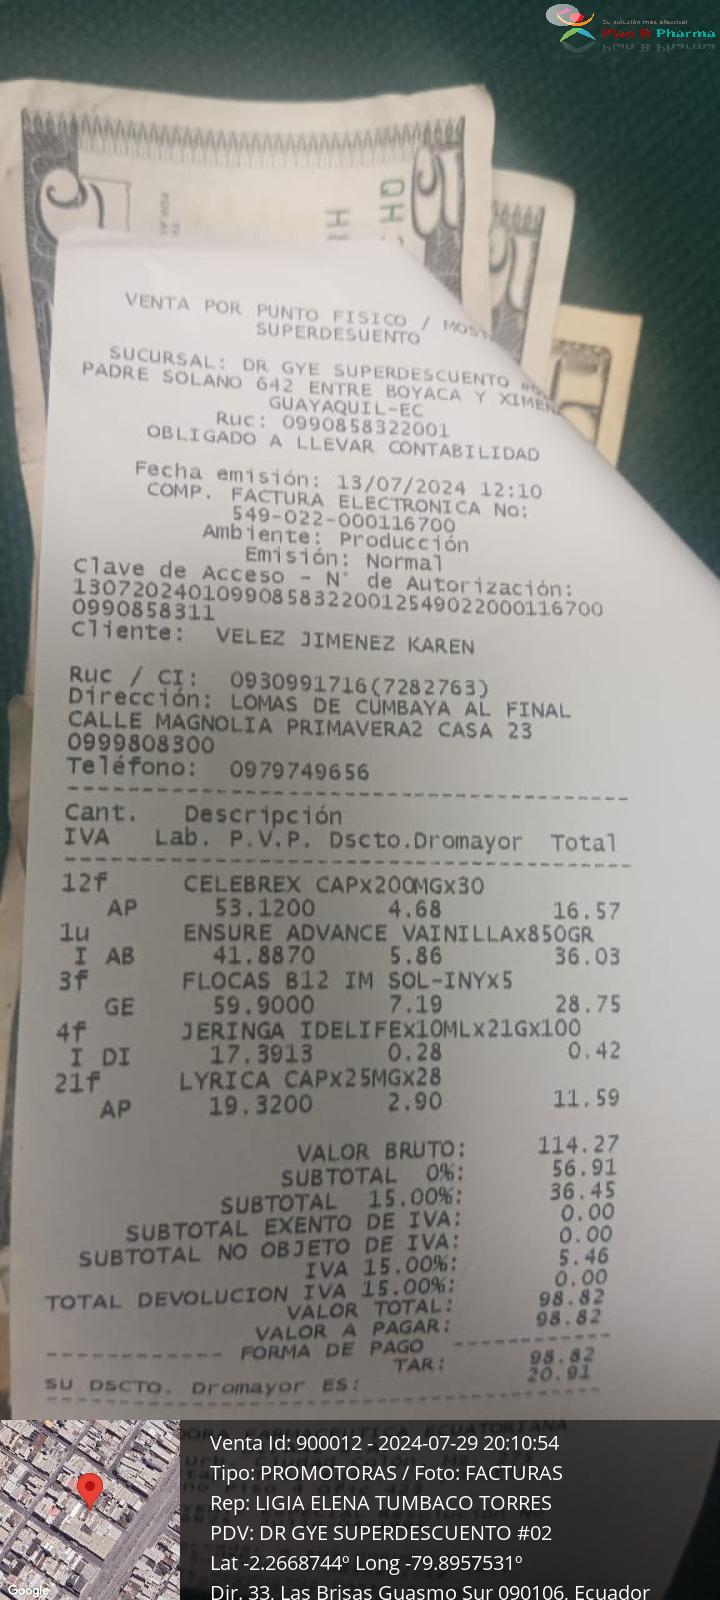 Su solución más efectiva!
Plan B Pharma
VENTA POR PUNTO FISICO / MOST
SUPERDESUENTO
SUCURSAL: DR GYE SUPERDESCUENTO
PADRE SOLANO 642 ENTRE BOYACA Y XIMEN
GUAYAQUIL-EC
Ruc: 0990858322001
OBLIGADO A LLEVAR CONTABILIDAD
Fecha emisión: 13/07/2024 12:10
COMP. FACTURA ELECTRONICA No:
549-022-000116700
Ambiente: Producción
Emisión: Normal
Clave de Acceso - N° de Autorización:
130720240109908583220012549022000116700
0990858311
Cliente: VELEZ JIMENEZ KAREN
Ruc / CI: 0930991716(7282763)
Dirección: LOMAS DE CUMBAYA AL FINAL
CALLE MAGNOLIA PRIMAVERA2 CASA 23
0999808300
Teléfono: 0979749656
Cant. Descripción
IVA Lab. P.V.P. Dscto.Dromayor Total
12f CELEBREX CAPx200MGx30
AP 53.1200 4.68 16.57
1u ENSURE ADVANCE VAINILLAx850GR
I AB 41.8870 5.86 36.03
3f FLOCAS B12 IM SOL-INYx5
GE 59.9000 7.19 28.75
4f JERINGA IDELIFEx10MLx21Gx100
I DI 17.3913 0.28 0.42
21f LYRICA CAPx25MGx28
AP 19.3200 2.90 11.59
VALOR BRUTO: 114.27
SUBTOTAL 0%: 56.91
SUBTOTAL 15.00%: 36.45
SUBTOTAL EXENTO DE IVA: 0.00
SUBTOTAL NO OBJETO DE IVA: 0.00
IVA 15.00%: 5.46
TOTAL DEVOLUCION IVA 15.00%: 0.00
VALOR TOTAL: 98.82
VALOR A PAGAR: 98.82
------------ FORMA DE PAGO ------------
TAR: 98.82
SU DSCTO. Dromayor ES: 20.91
Venta Id: 900012 - 2024-07-29 20:10:54
Tipo: PROMOTORAS / Foto: FACTURAS
Rep: LIGIA ELENA TUMBACO TORRES
PDV: DR GYE SUPERDESCUENTO #02
Lat -2.2668744º Long -79.8957531º
Dir. 33, Las Brisas Guasmo Sur 090106, Ecuador
Google